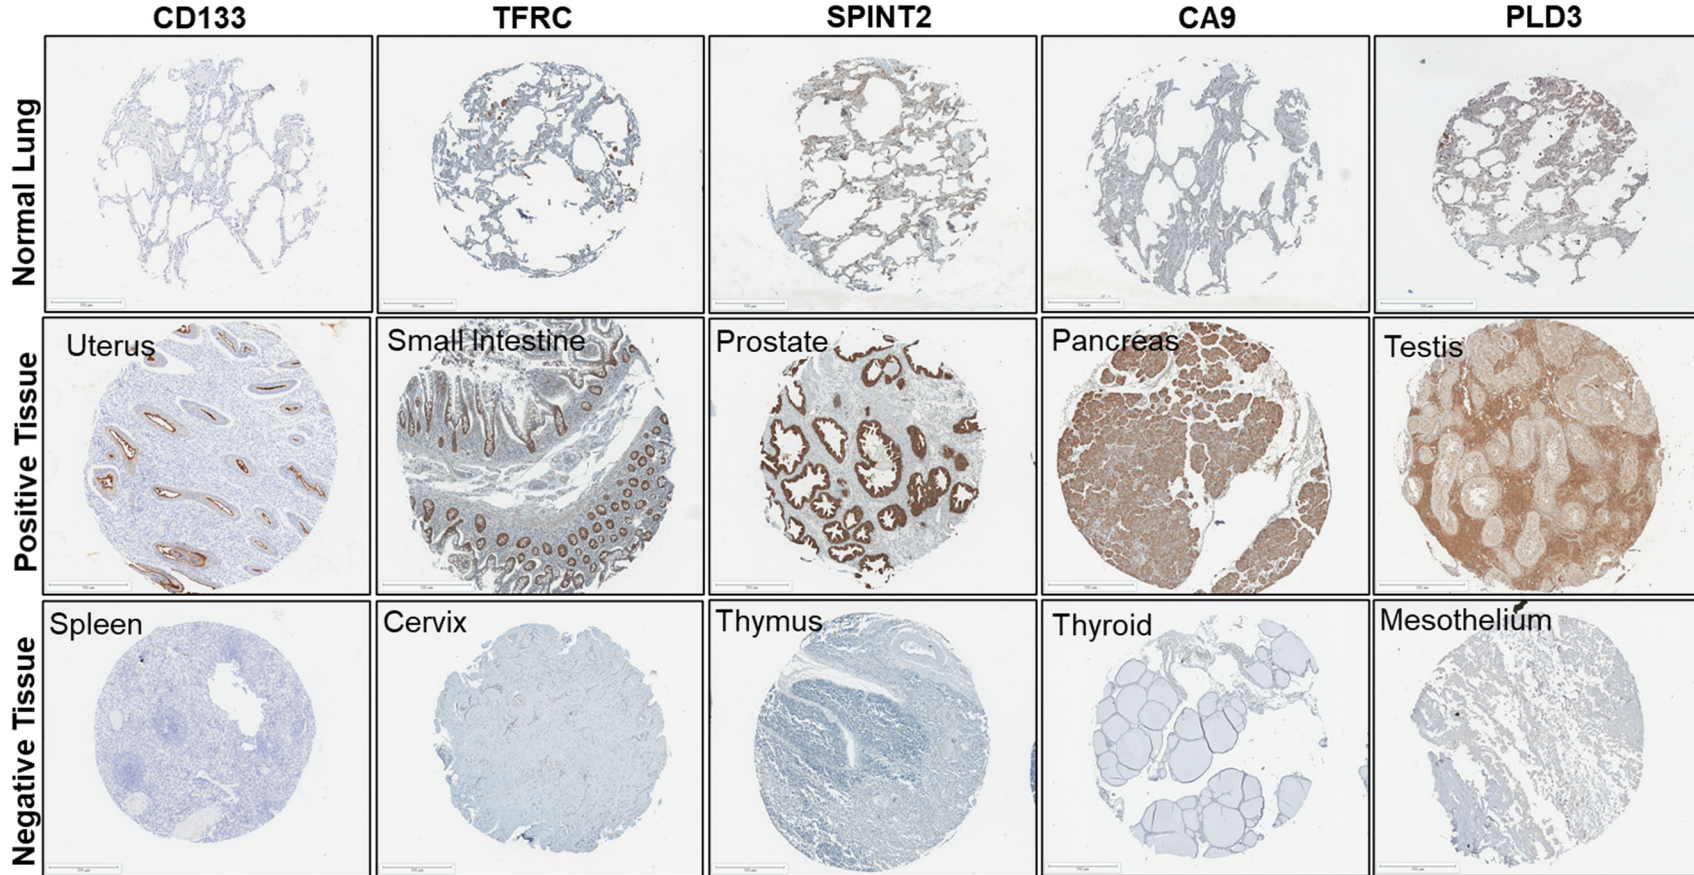 CD133 TFRC SPINT2 CA9 PLD3
Normal Lung
Positive Tissue
Uterus Small Intestine Prostate Pancreas Testis
Negative Tissue
Spleen Cervix Thymus Thyroid Mesothelium